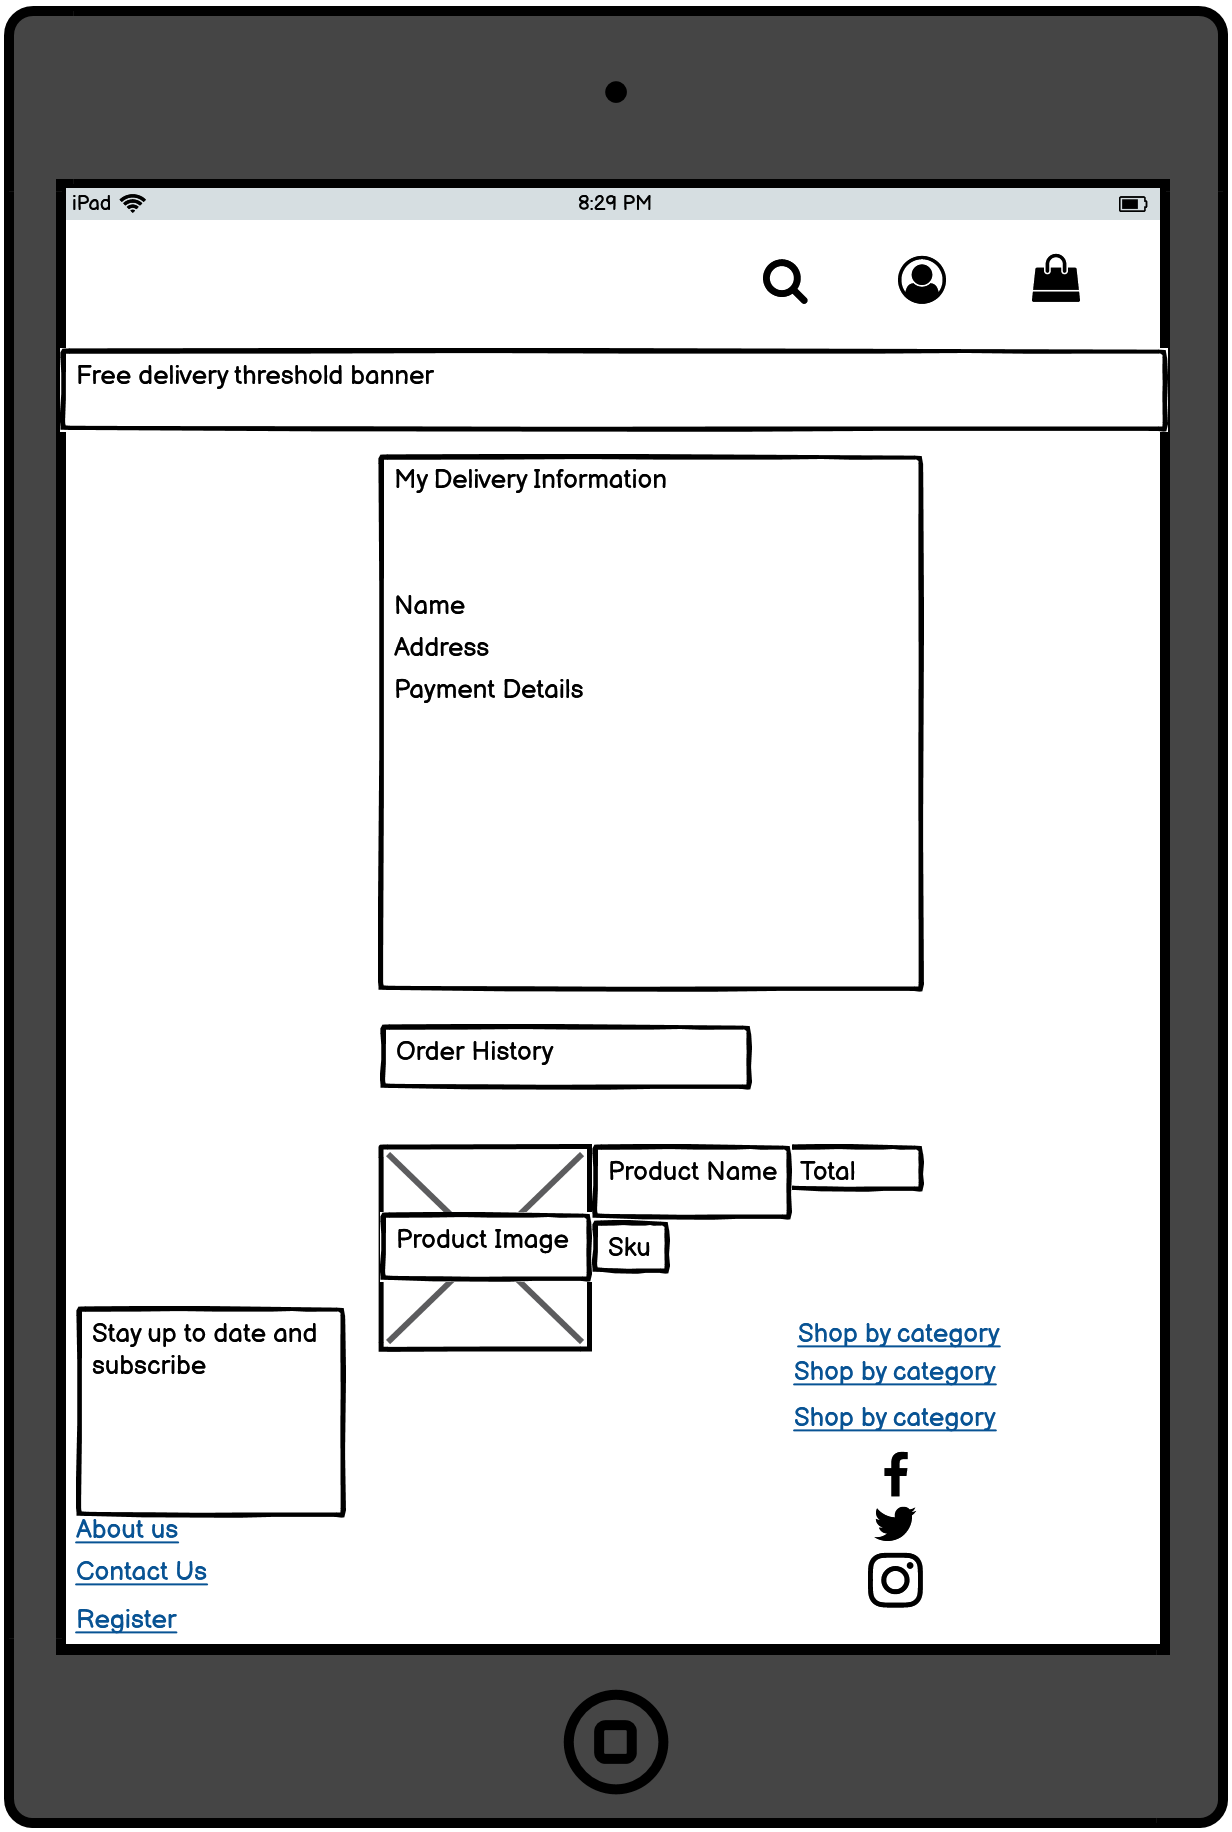 iPad
8:29 PM
Free delivery threshold banner
My Delivery Information
Name
Address
Payment Details
Order History
Product Name
Total
Product Image
Sku
Stay up to date and
subscribe
Shop by category
Shop by category
Shop by category
About us
Contact Us
Register